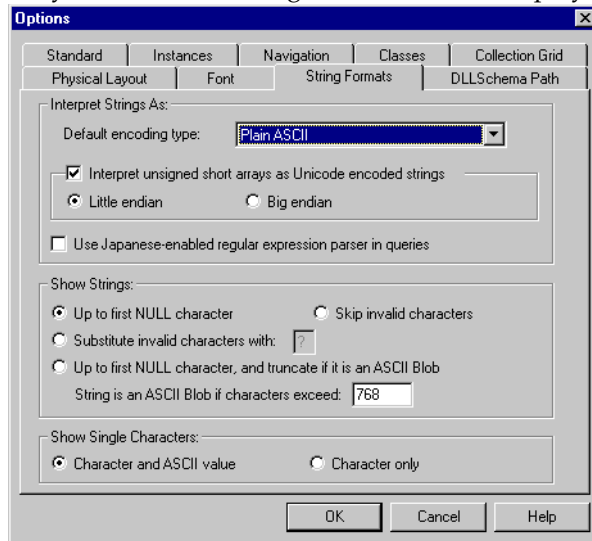 Options
Standard Instances Navigation Classes Collection Grid
Physical Layout Font String Formats DLLSchema Path
Interpret Strings As:
Default encoding type: Plain ASCII
Interpret unsigned short arrays as Unicode encoded strings
Little endian Big endian
Use Japanese-enabled regular expression parser in queries
Show Strings:
Up to first NULL character Skip invalid characters
Substitute invalid characters with: ?
Up to first NULL character, and truncate if it is an ASCII Blob
String is an ASCII Blob if characters exceed: 768
Show Single Characters:
Character and ASCII value Character only
OK Cancel Help